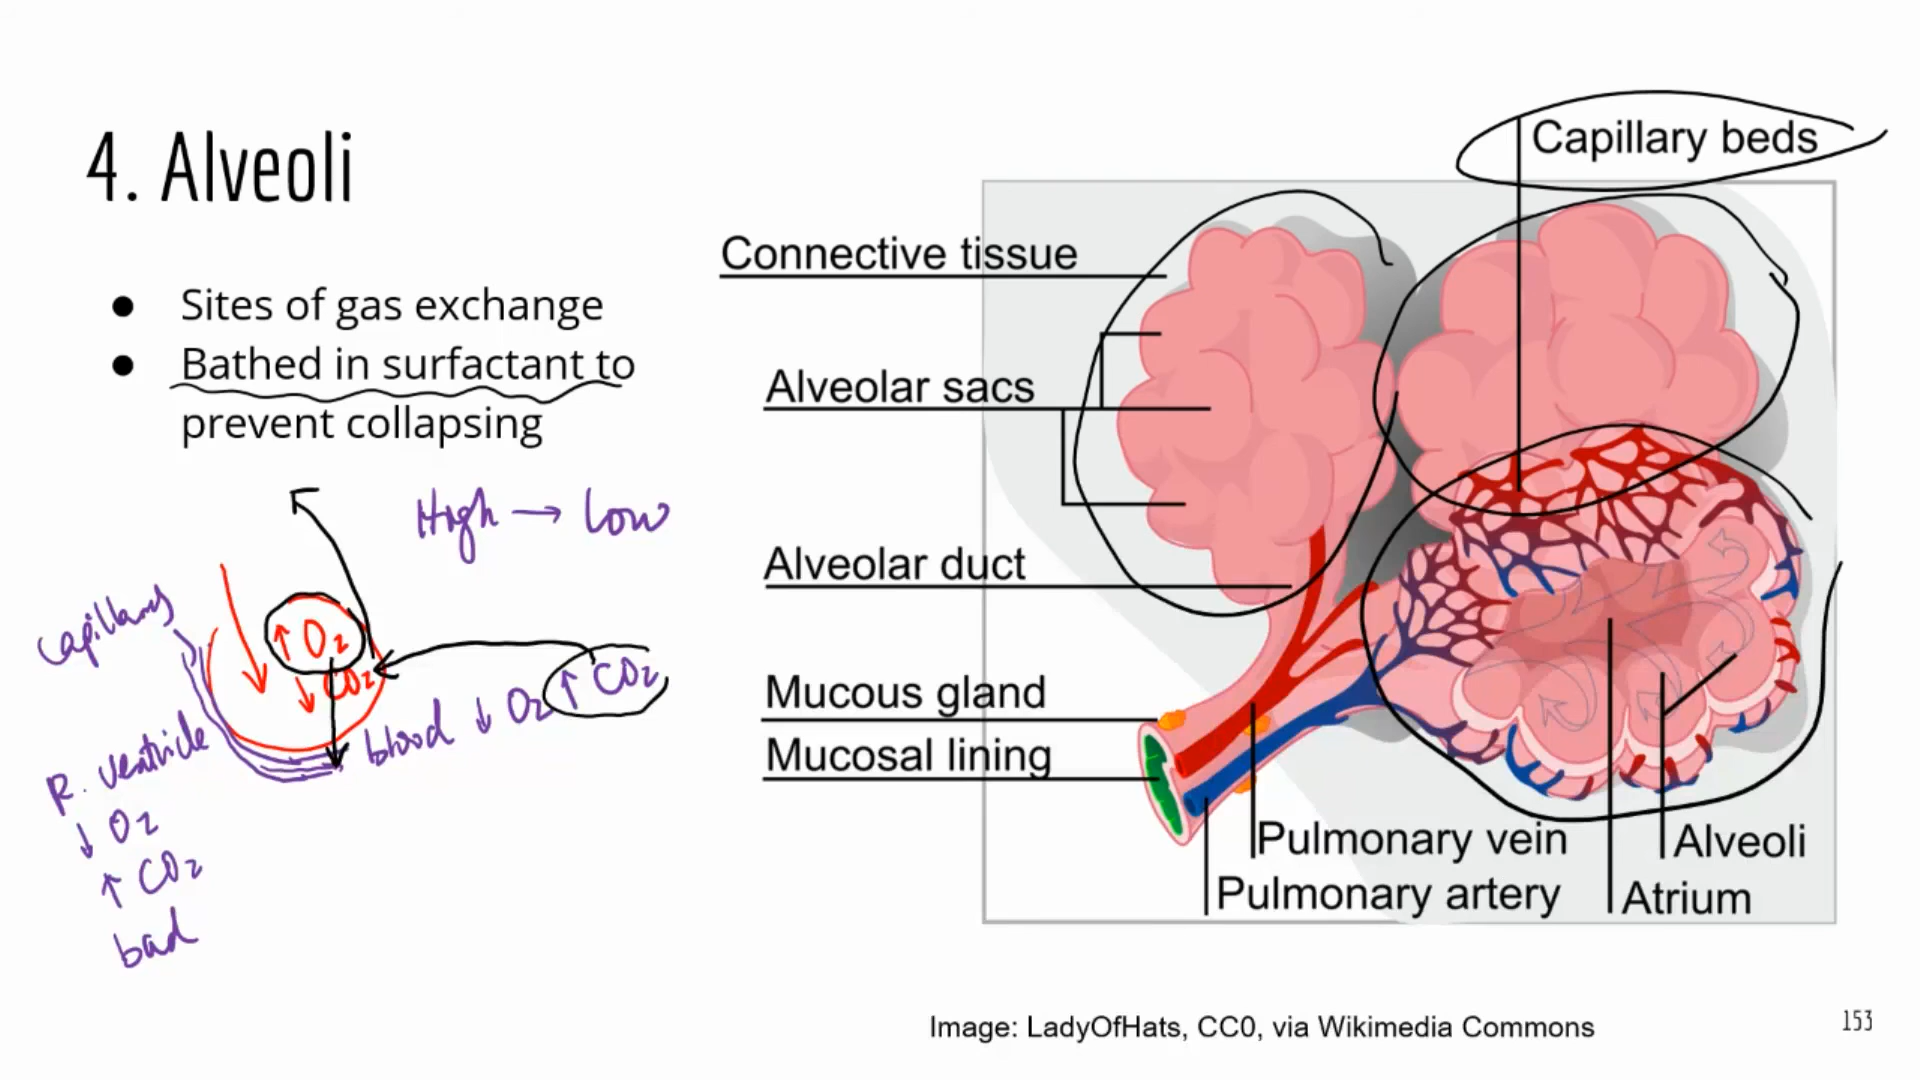 4. Alveoli
● Sites of gas exchange
● Bathed in surfactant to
prevent collapsing
High → Low
capillary
↑ O2
↓ CO2
blood ↓ O2 ↑ CO2
R. ventricle
↓ O2
↑ CO2
bad
Capillary beds
Connective tissue
Alveolar sacs
Alveolar duct
Mucous gland
Mucosal lining
Pulmonary vein
Pulmonary artery
Alveoli
Atrium
Image: LadyOfHats, CC0, via Wikimedia Commons
153